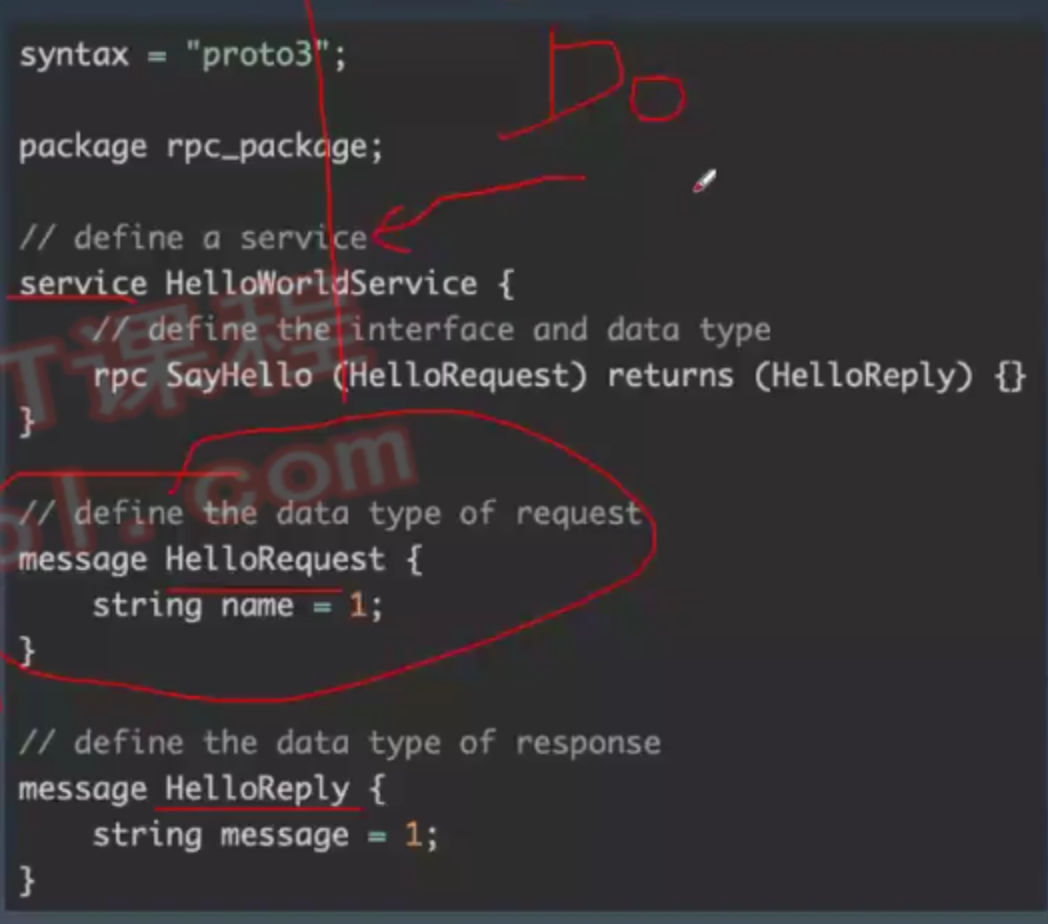 syntax = "proto3";
package rpc_package;
// define a service
service HelloWorldService {
    // define the interface and data type
    rpc SayHello (HelloRequest) returns (HelloReply) {}
}
// define the data type of request
message HelloRequest {
    string name = 1;
}
// define the data type of response
message HelloReply {
    string message = 1;
}
T课程
ol.com
Do